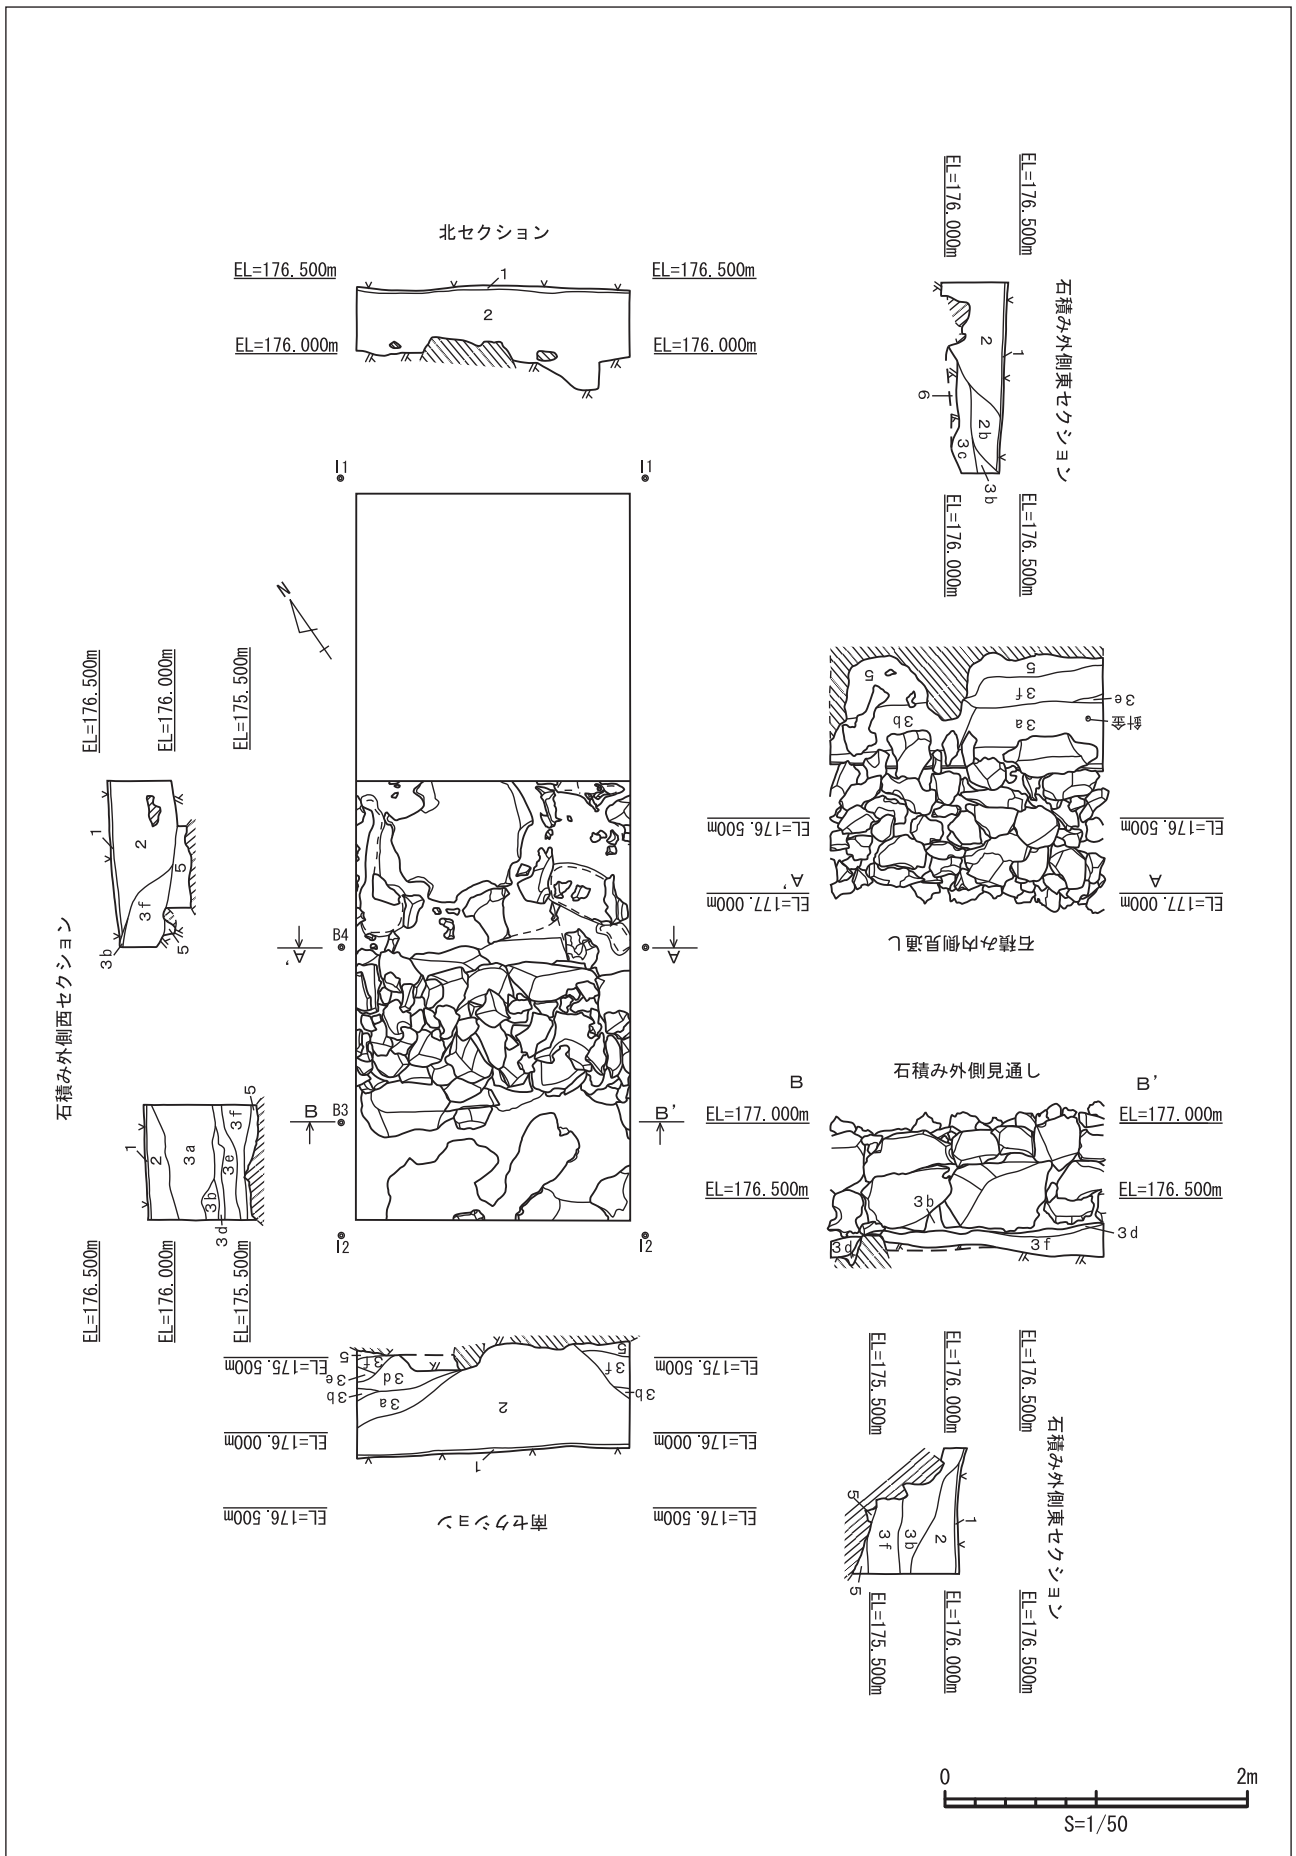 北セクション
EL=176.500m
EL=176.500m
1
2
EL=176.000m
EL=176.000m
EL=176.000m
EL=176.500m
石積み外側東セクション
2
1
6
2b
3c
3b
EL=176.000m
EL=176.500m
I1
I1
N
EL=176.500m
EL=176.000m
EL=175.500m
1
2
5
3f
3b
5
石積み外側西セクション
5
5
3f
3e
3b
3a
針金
EL=176.500m
EL=176.500m
A'
A
EL=177.000m
EL=177.000m
石積み内側見通し
B4
A'
A
B
B3
B'
石積み外側見通し
B
B'
EL=177.000m
EL=177.000m
EL=176.500m
EL=176.500m
3b
3d
3d
3f
1
2
3a
3b
3d
3e
3f
5
EL=176.500m
EL=176.000m
EL=175.500m
I2
I2
EL=175.500m
EL=175.500m
5
3f
3e
3d
3b
3a
2
5
3f
3b
EL=176.000m
EL=176.000m
1
EL=176.500m
EL=176.500m
南セクション
EL=175.500m
EL=176.000m
EL=176.500m
石積み外側東セクション
5
3f
3b
2
1
5
EL=175.500m
EL=176.000m
EL=176.500m
0
2m
S=1/50